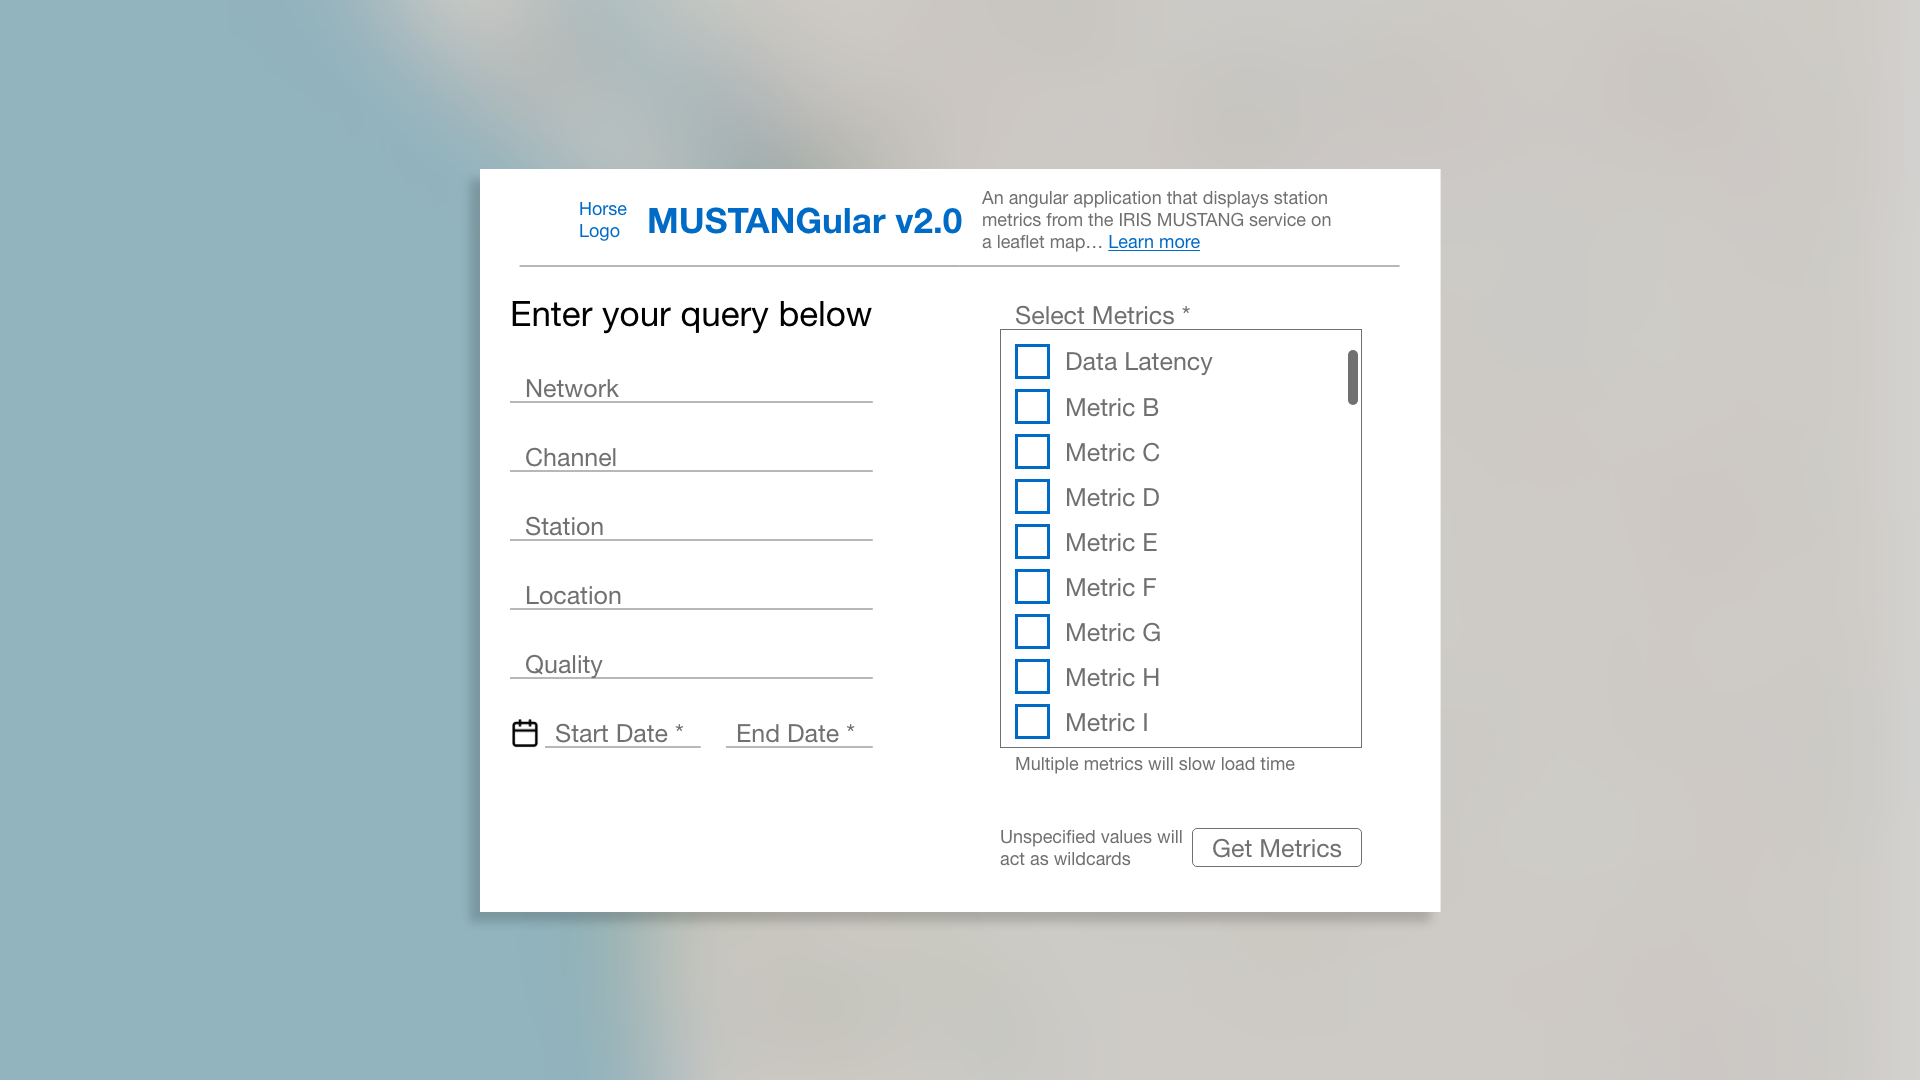 Horse
Logo
MUSTANGular v2.0
An angular application that displays station
metrics from the IRIS MUSTANG service on
a leaflet map... Learn more
Enter your query below
Network
Channel
Station
Location
Quality
Start Date *
End Date *
Select Metrics *
Data Latency
Metric B
Metric C
Metric D
Metric E
Metric F
Metric G
Metric H
Metric I
Multiple metrics will slow load time
Unspecified values will
act as wildcards
Get Metrics